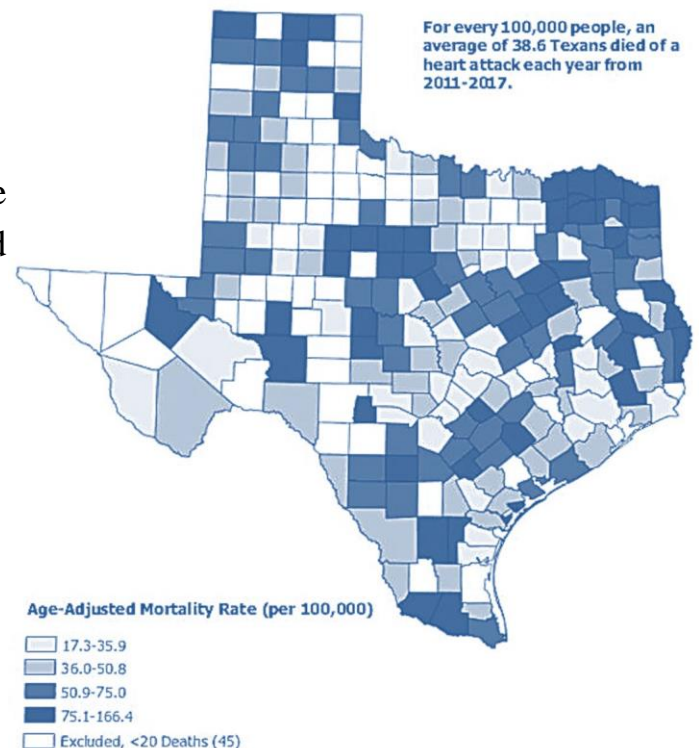 For every 100,000 people, an
average of 38.6 Texans died of a
heart attack each year from
2011-2017.
e
d
Age-Adjusted Mortality Rate (per 100,000)
17.3-35.9
36.0-50.8
50.9-75.0
75.1-166.4
Excluded, <20 Deaths (45)